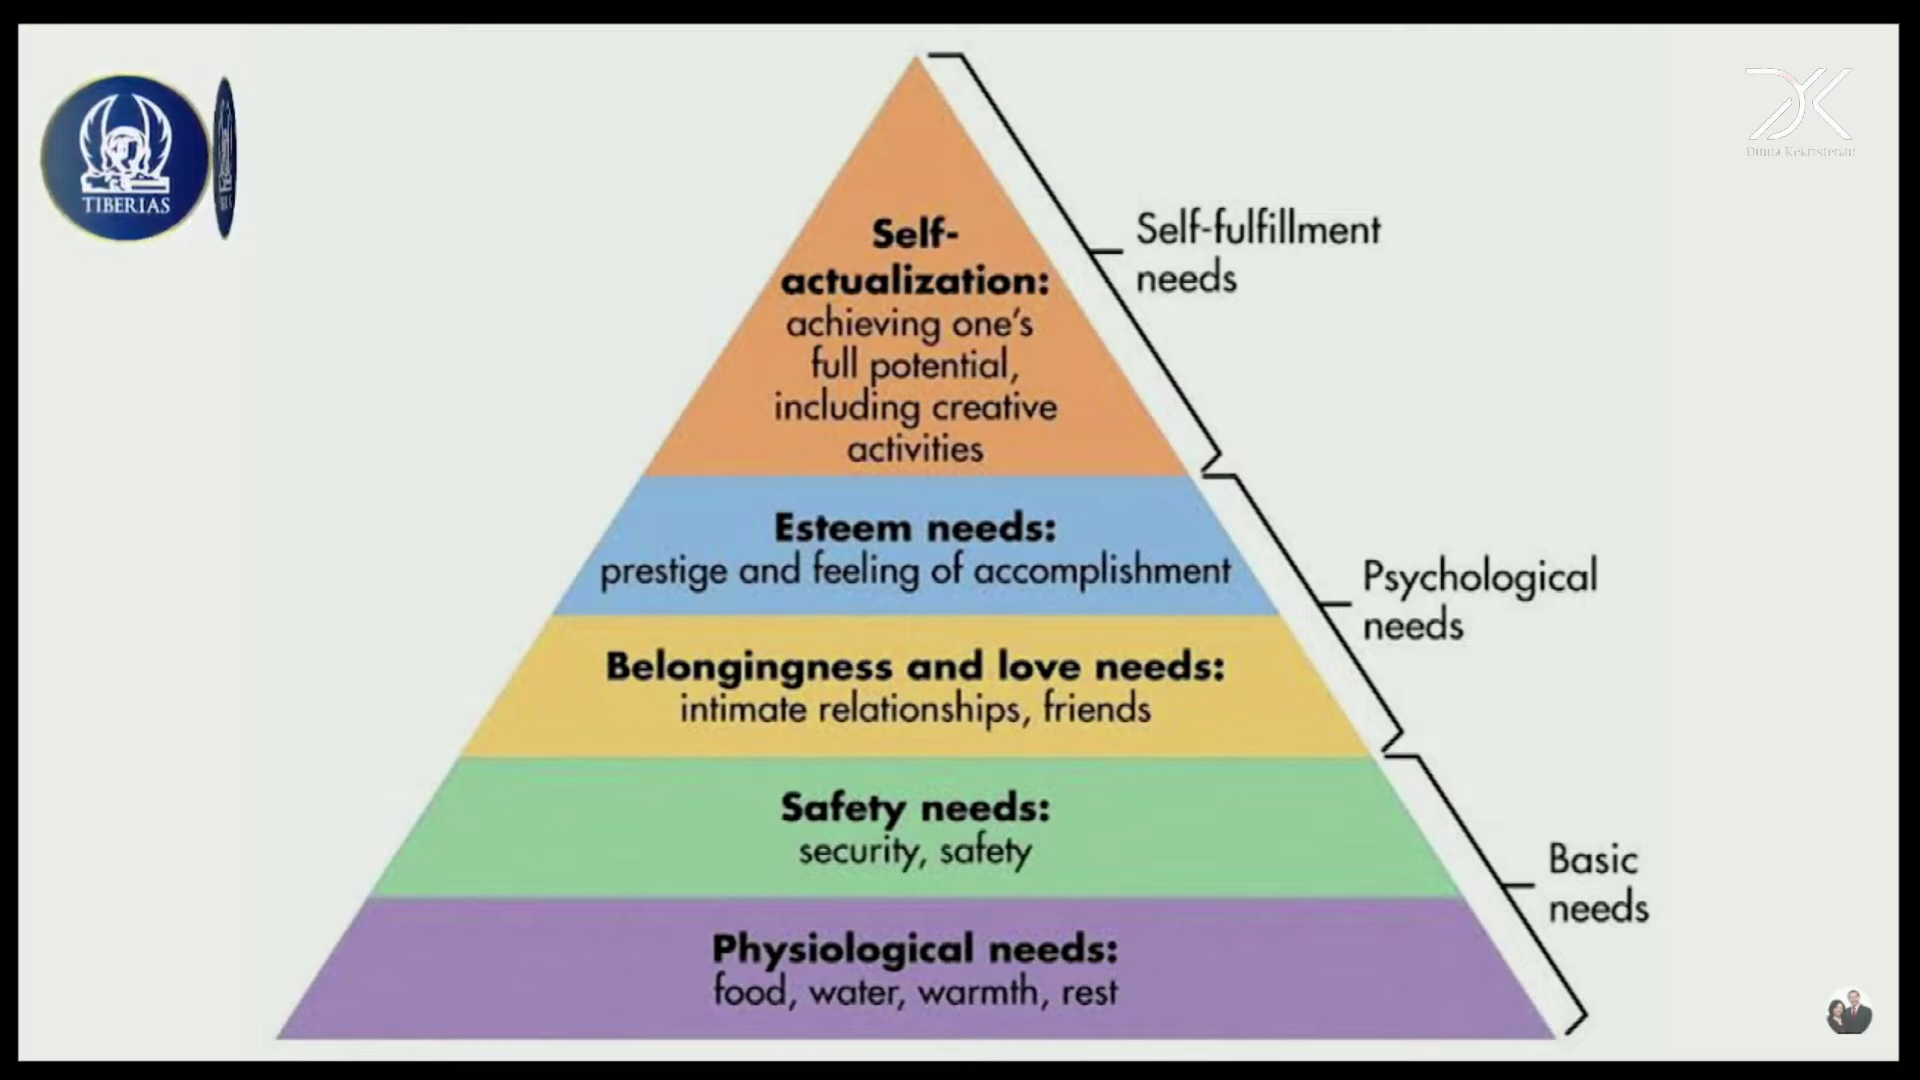 TIBERIAS
Dunia Kekristenan
Self-
actualization:
achieving one's
full potential,
including creative
activities
Self-fulfillment
needs
Esteem needs:
prestige and feeling of accomplishment
Psychological
needs
Belongingness and love needs:
intimate relationships, friends
Safety needs:
security, safety
Basic
needs
Physiological needs:
food, water, warmth, rest